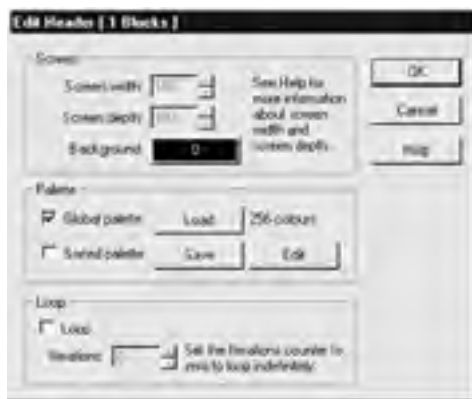 Edit Header [ 1 Blocks ]
Screen
Screen width
Screen depth
Background 0
See Help for
more information
about screen
width and
screen depth.
OK
Cancel
Help
Palette
Global palette Load 256 colours
Sorted palette Save Edit
Loop
Loop
Iterations Set the Iterations counter to
zero to loop indefinitely.